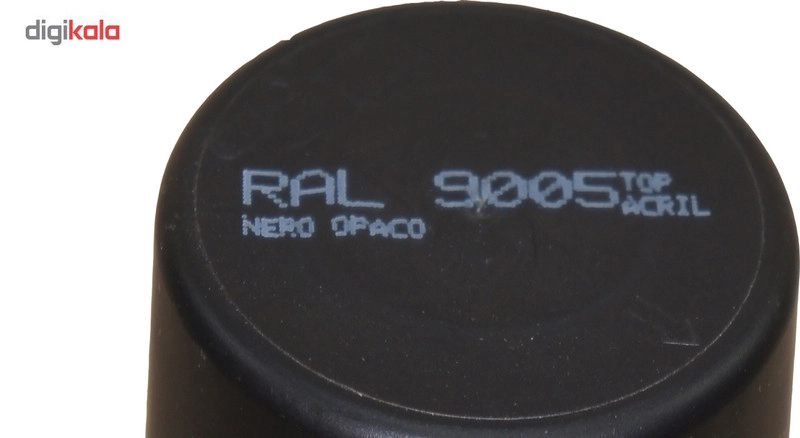 digikala
RAL 9005 TOP ACRIL
NERO OPACO